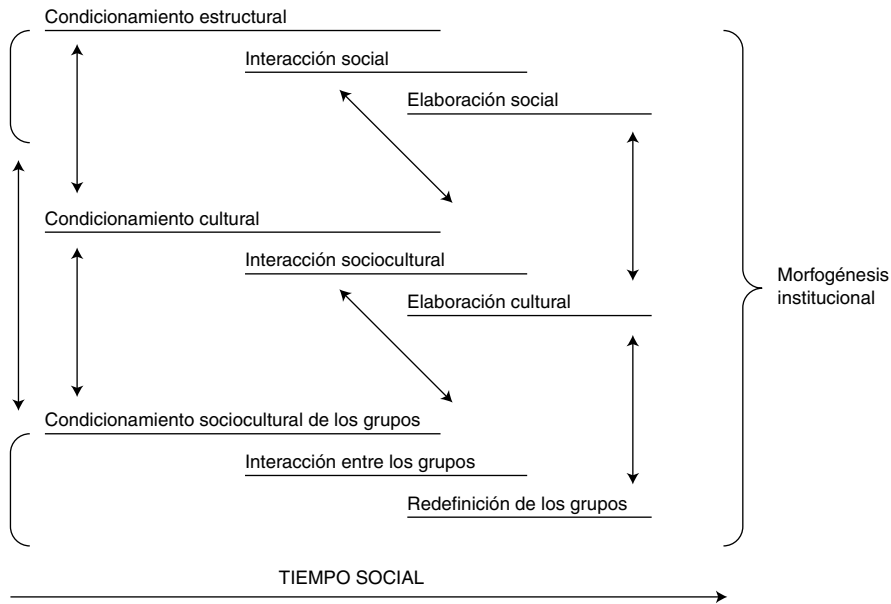 Condicionamiento estructural
Interacción social
Elaboración social
Condicionamiento cultural
Interacción sociocultural
Elaboración cultural
Morfogénesis
institucional
Condicionamiento sociocultural de los grupos
Interacción entre los grupos
Redefinición de los grupos
TIEMPO SOCIAL